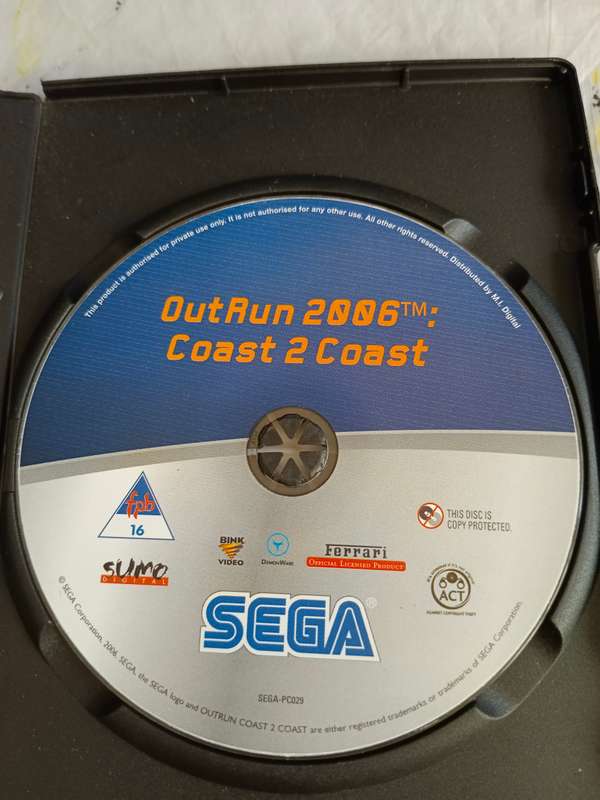 This product is authorised for private use only. It is not authorised for any other use. All other rights reserved. Distributed by M.I. Digital
OutRun 2006™:
Coast 2 Coast
fpb
16
THIS DISC IS
COPY PROTECTED.
BINK
VIDEO
DEMONWARE
Ferrari
OFFICIAL LICENSED PRODUCT
SUMO
DIGITAL
ACT
AGAINST COPYRIGHT THEFT
SEGA®
SEGA-PC029
© SEGA Corporation, 2006. SEGA, the SEGA logo and OUTRUN COAST 2 COAST are either registered trademarks or trademarks of SEGA Corporation.